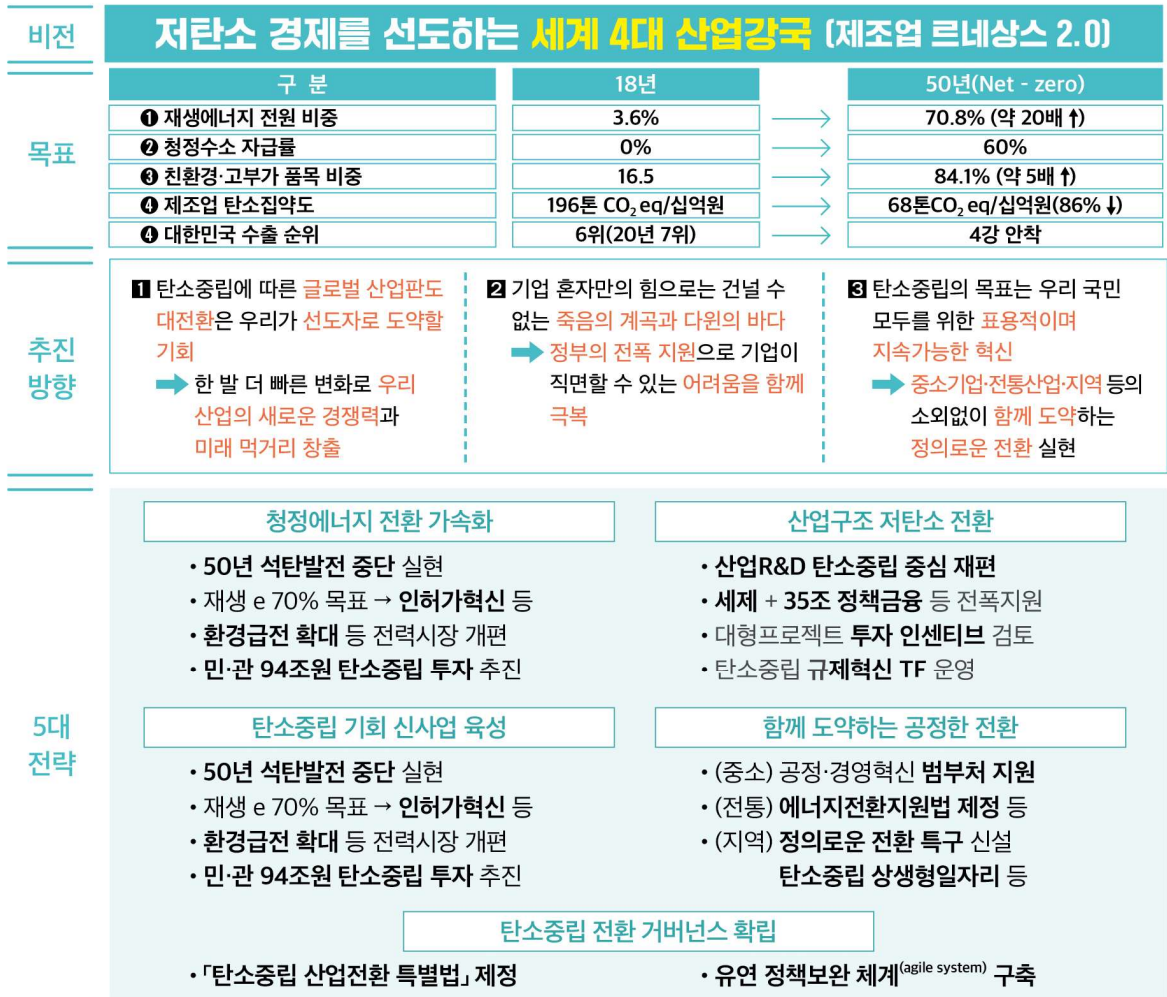 비전
저탄소 경제를 선도하는 세계 4대 산업강국 (제조업 르네상스 2.0)
목표
구 분 18년 50년(Net - zero)
❶ 재생에너지 전원 비중 3.6% → 70.8% (약 20배 ↑)
❷ 청정수소 자급률 0% → 60%
❸ 친환경·고부가 품목 비중 16.5 → 84.1% (약 5배 ↑)
❹ 제조업 탄소집약도 196톤 CO₂ eq/십억원 → 68톤CO₂ eq/십억원(86% ↓)
❹ 대한민국 수출 순위 6위(20년 7위) → 4강 안착
추진
방향
1 탄소중립에 따른 글로벌 산업판도
대전환은 우리가 선도자로 도약할
기회
➡ 한 발 더 빠른 변화로 우리
산업의 새로운 경쟁력과
미래 먹거리 창출
2 기업 혼자만의 힘으로는 건널 수
없는 죽음의 계곡과 다윈의 바다
➡ 정부의 전폭 지원으로 기업이
직면할 수 있는 어려움을 함께
극복
3 탄소중립의 목표는 우리 국민
모두를 위한 표용적이며
지속가능한 혁신
➡ 중소기업·전통산업·지역 등의
소외없이 함께 도약하는
정의로운 전환 실현
5대
전략
청정에너지 전환 가속화
• 50년 석탄발전 중단 실현
• 재생 e 70% 목표 → 인허가혁신 등
• 환경급전 확대 등 전력시장 개편
• 민·관 94조원 탄소중립 투자 추진
산업구조 저탄소 전환
• 산업R&D 탄소중립 중심 재편
• 세제 + 35조 정책금융 등 전폭지원
• 대형프로젝트 투자 인센티브 검토
• 탄소중립 규제혁신 TF 운영
탄소중립 기회 신사업 육성
• 50년 석탄발전 중단 실현
• 재생 e 70% 목표 → 인허가혁신 등
• 환경급전 확대 등 전력시장 개편
• 민·관 94조원 탄소중립 투자 추진
함께 도약하는 공정한 전환
• (중소) 공정·경영혁신 범부처 지원
• (전통) 에너지전환지원법 제정 등
• (지역) 정의로운 전환 특구 신설
탄소중립 상생형일자리 등
탄소중립 전환 거버넌스 확립
• 「탄소중립 산업전환 특별법」 제정
• 유연 정책보완 체계(agile system) 구축